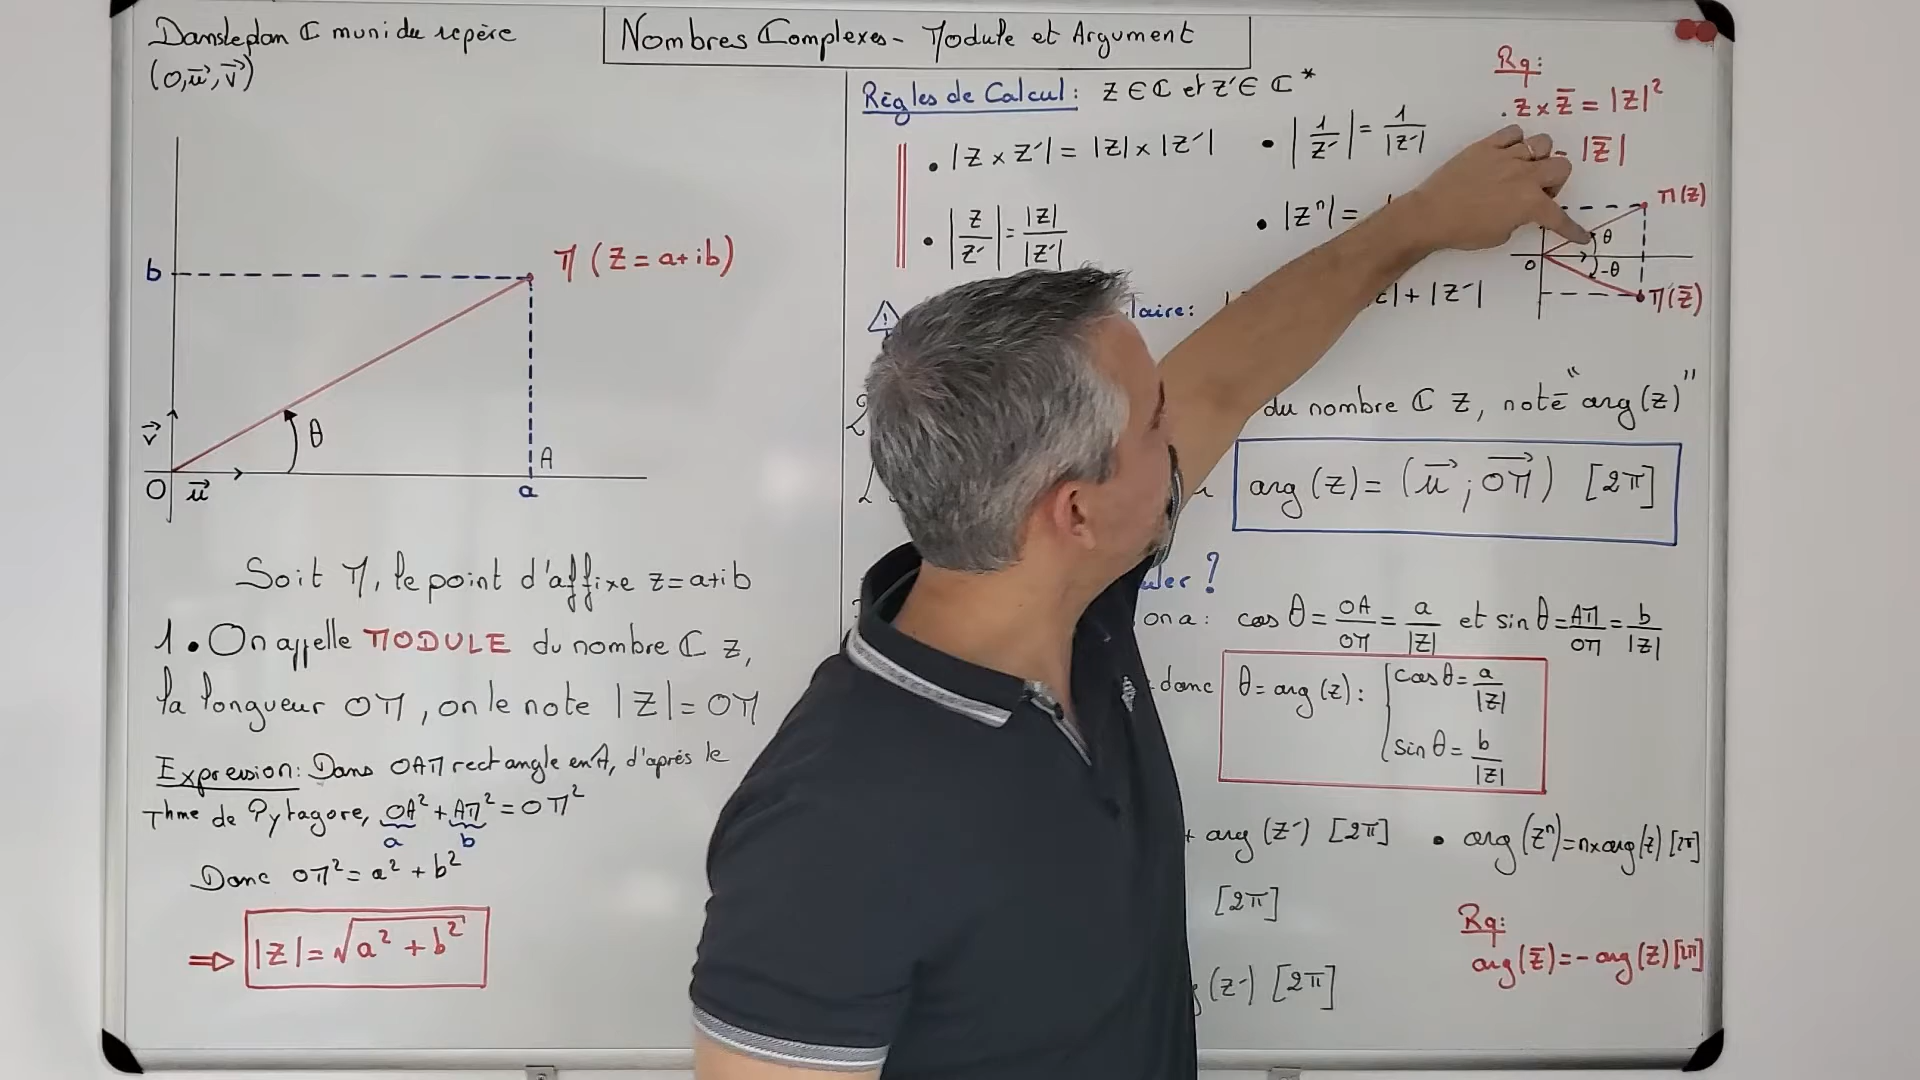 Dans le plan ℂ muni du repère
(O,u⃗,v⃗)
Nombres Complexes - Module et Argument
b
M (z = a+ib)
v⃗
θ
A
O
u⃗
a
Soit M, le point d'affixe z = a+ib
1. On appelle MODULE du nombre ℂ z,
la longueur OM, on le note |z| = OM
Expression: Dans OAM rectangle en A, d'après le
Thme de Pytagore, OA² + AM² = OM²
a b
Donc OM² = a² + b²
⇒ |z| = √(a² + b²)
Règles de Calcul: z ∈ ℂ et z' ∈ ℂ*
• |z × z'| = |z| × |z'|
• |1/z'| = 1/|z'|
• |z/z'| = |z|/|z'|
• |zⁿ| =
laire:
| + |z'|
Rq:
. z × z̄ = |z|²
|z̄|
M(z)
θ
O
-θ
M'(z̄)
du nombre ℂ z, noté "arg(z)"
arg(z) = (u⃗ ; OM⃗) [2π]
uler ?
on a: cos θ = OA/OM = a/|z| et sin θ = AM/OM = b/|z|
donc θ = arg(z): { cos θ = a/|z|
sin θ = b/|z|
+ arg(z') [2π]
• arg(zⁿ) = n×arg(z) [2π]
[2π]
(z') [2π]
Rq:
arg(z̄) = - arg(z) [2π]